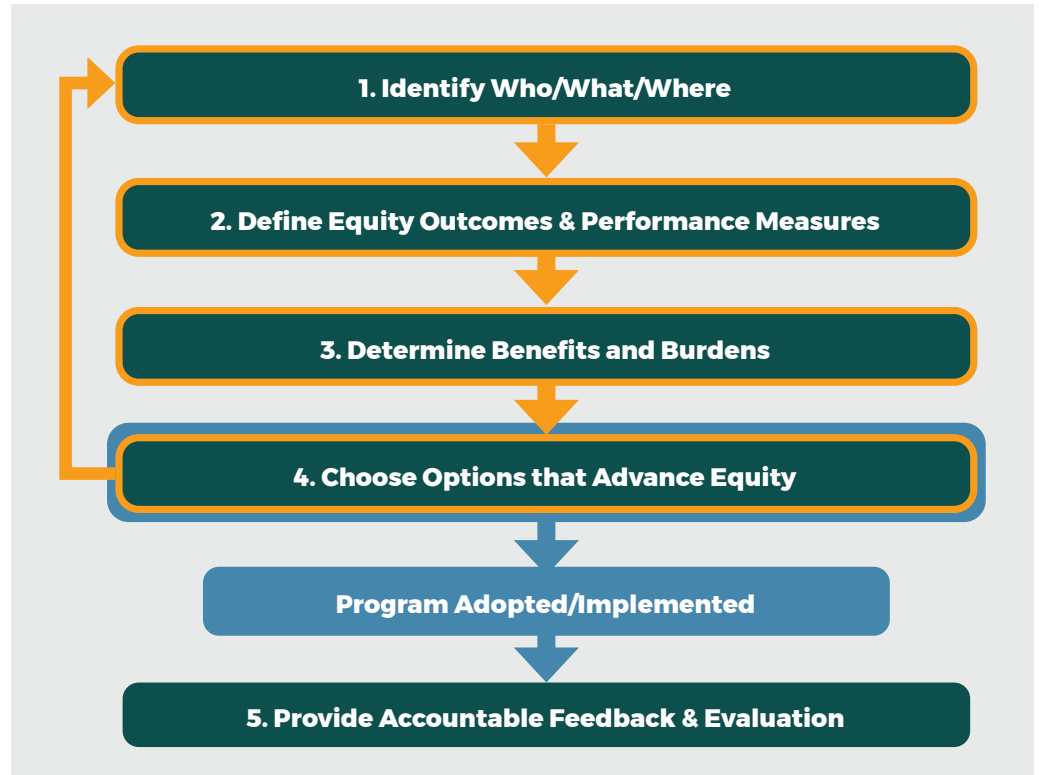 1. Identify Who/What/Where
2. Define Equity Outcomes & Performance Measures
3. Determine Benefits and Burdens
4. Choose Options that Advance Equity
Program Adopted/Implemented
5. Provide Accountable Feedback & Evaluation